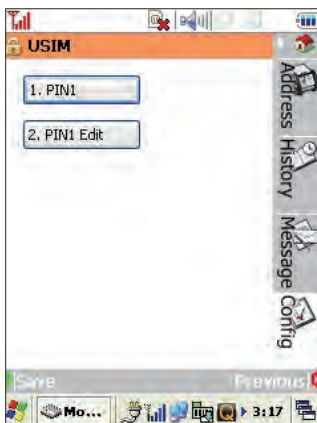 USIM
1. PIN1
2. PIN1 Edit
Address
History
Message
Config
Save
Previous
Mo...
3:17